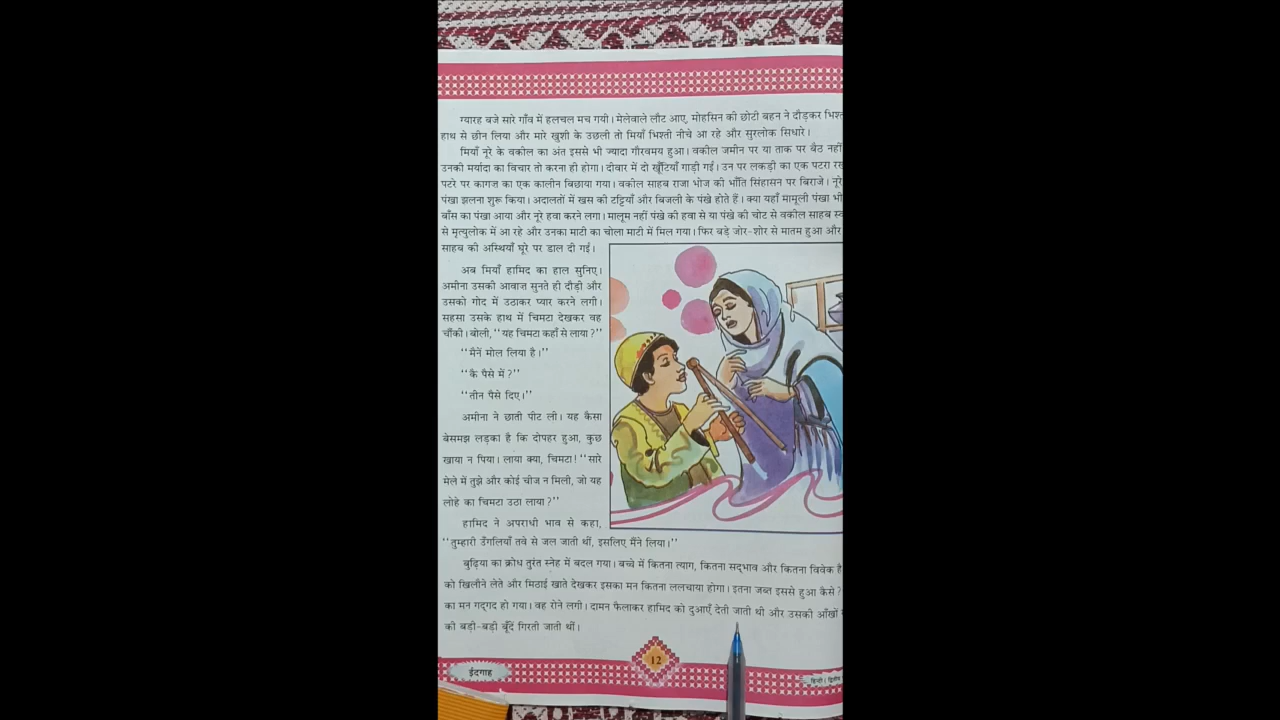 ग्यारह बजे सारे गाँव में हलचल मच गयी। मेलेवाले लौट आए, मोहसिन की छोटी बहन ने दौड़कर
हाथ से छीन लिया और मारे खुशी के उछली तो मियाँ भिश्ती नीचे आ रहे और सुरलोक सिधारे।
मियाँ नूरे के वकील का अंत इससे भी ज्यादा गौरवमय हुआ। वकील जमीन पर या ताक पर बैठ नहीं
उनकी मर्यादा का विचार तो करना ही होगा। दीवार में दो खूँटियाँ गाड़ी गई। उन पर लकड़ी का एक पटरा
पटरे पर कागज का एक कालीन बिछाया गया। वकील साहब राजा भोज की भाँति सिंहासन पर बिराजे। नूरे
पंखा झलना शुरू किया। अदालतों में खस की टट्टियाँ और बिजली के पंखे होते हैं। क्या यहाँ मामूली पंखा भी
बाँस का पंखा आया और नूरे हवा करने लगा। मालूम नहीं पंखे की हवा से या पंखे की चोट से वकील साहब
से मृत्युलोक में आ रहे और उनका माटी का चोला माटी में मिल गया। फिर बड़े जोर-शोर से मातम हुआ और
साहब की अस्थियाँ घूरे पर डाल दी गई।
अब मियाँ हामिद का हाल सुनिए।
अमीना उसकी आवाज सुनते ही दौड़ी और
उसको गोद में उठाकर प्यार करने लगी।
सहसा उसके हाथ में चिमटा देखकर वह
चौंकी। बोली, ‘‘यह चिमटा कहाँ से लाया ?’’
‘‘मैनें मोल लिया है।’’
‘‘कै पैसे में ?’’
‘‘तीन पैसे दिए।’’
अमीना ने छाती पीट ली। यह कैसा
बेसमझ लड़का है कि दोपहर हुआ, कुछ
खाया न पिया। लाया क्या, चिमटा! ‘‘सारे
मेले में तुझे और कोई चीज न मिली, जो यह
लोहे का चिमटा उठा लाया ?’’
हामिद ने अपराधी भाव से कहा,
‘‘तुम्हारी उँगलियाँ तवे से जल जाती थीं, इसलिए मैंने लिया।’’
बुढ़िया का क्रोध तुरंत स्नेह में बदल गया। बच्चे में कितना त्याग, कितना सद्‌भाव और कितना विवेक है
को खिलौने लेते और मिठाई खाते देखकर इसका मन कितना ललचाया होगा। इतना जब्त इससे हुआ कैसे ?
का मन गद्‌गद हो गया। वह रोने लगी। दामन फैलाकर हामिद को दुआएँ देती जाती थी और उसकी आँखों
की बड़ी-बड़ी बूँदें गिरती जाती थीं।
12
ईदगाह
हिन्दी